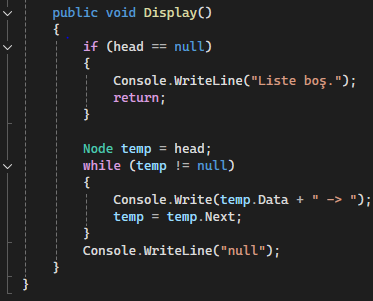 public void Display()
{
if (head == null)
{
Console.WriteLine("Liste boş.");
return;
}
Node temp = head;
while (temp != null)
{
Console.Write(temp.Data + " -> ");
temp = temp.Next;
}
Console.WriteLine("null");
}
}